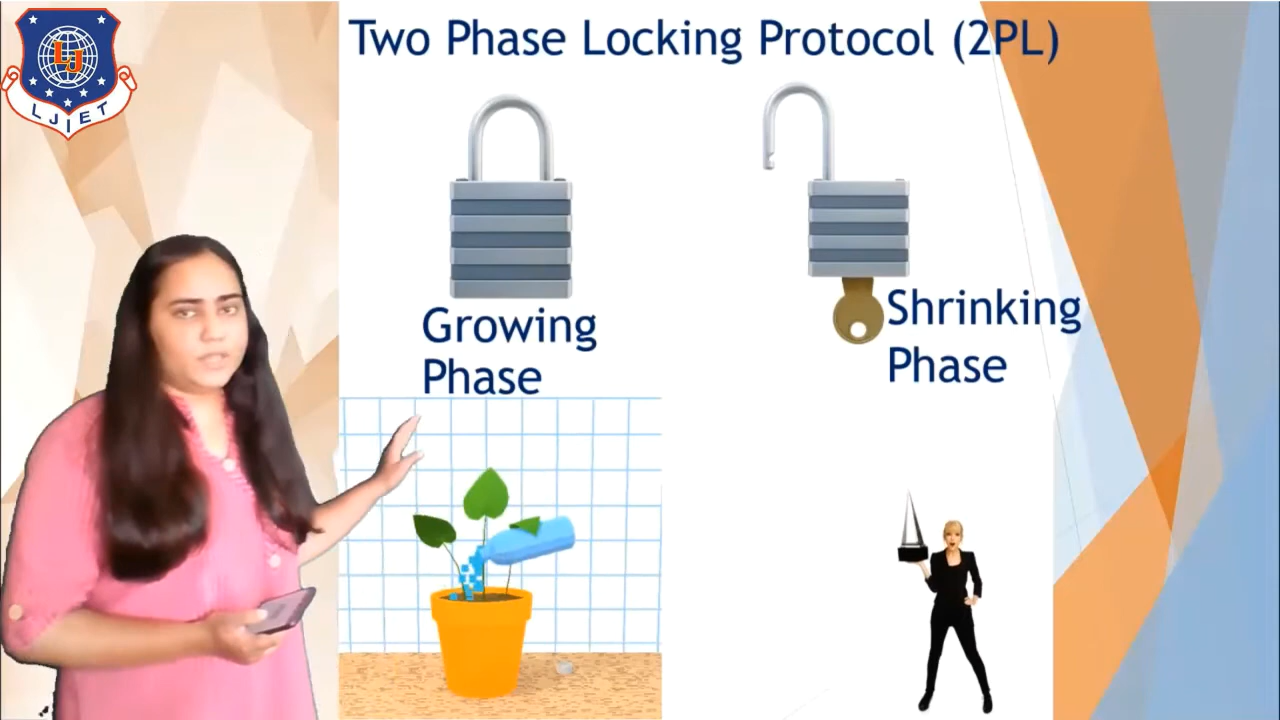 LJ
LJIET
Two Phase Locking Protocol (2PL)
Growing
Phase
Shrinking
Phase